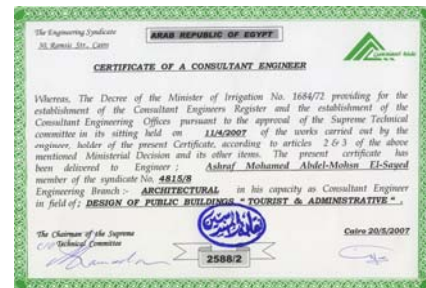 The Engineering Syndicate
30, Ramsis Str., Cairo
ARAB REPUBLIC OF EGYPT
CERTIFICATE OF A CONSULTANT ENGINEER
Whereas, The Decree of the Minister of Irrigation No. 1684/72 providing for the
establishment of the Consultant Engineers Register and the establishment of the
Consultant Engineering Offices pursuant to the approval of the Supreme Technical
committee in its sitting held on 11/4/2007 of the works carried out by the
engineer, holder of the present Certificate, according to articles 2 & 3 of the above
mentioned Ministerial Decision and its other items. The present certificate has
been delivered to Engineer ; Ashraf Mohamed Abdel-Mohsn El-Sayed
member of the syndicate No. 4815/8
Engineering Branch :- ARCHITECTURAL in his capacity as Consultant Engineer
in field of ; DESIGN OF PUBLIC BUILDINGS " TOURIST & ADMINISTRATIVE " .
The Chairman of the Supreme
Technical Committee
Cairo 20/5/2007
2588/2